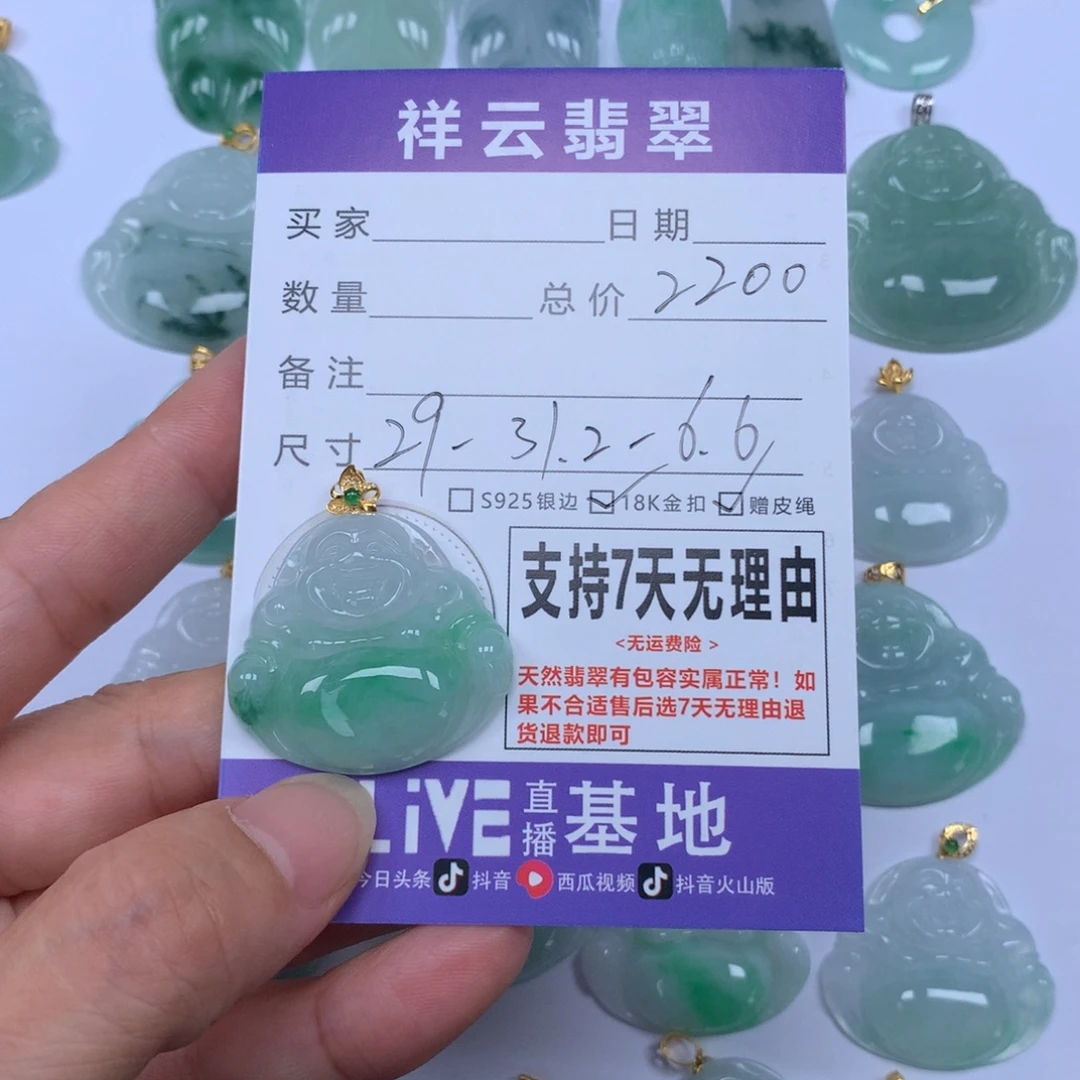 祥云翡翠
买家 日期
数量 总价 2200
备注
尺寸 29-31.2-6.6
S925银边 18K金扣 赠皮绳
支持7天无理由
<无运费险>
天然翡翠有包容实属正常！如
果不合适售后选7天无理由退
货退款即可
LiVE直播基地
今日头条 抖音 西瓜视频 抖音火山版